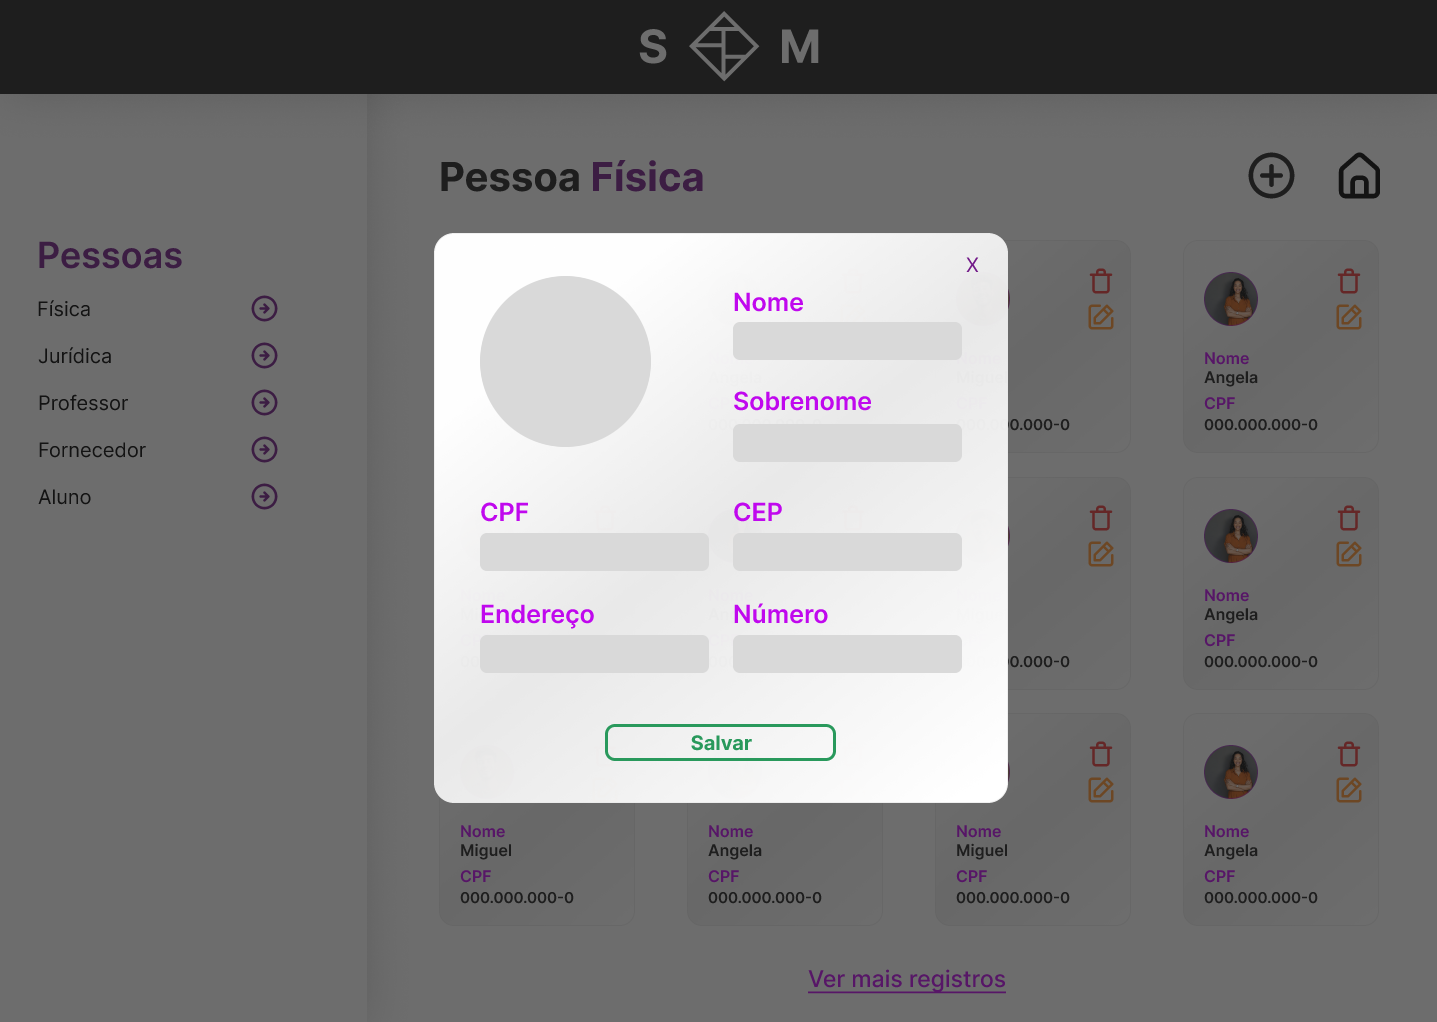 S M
Pessoa Física
Pessoas
Física
Jurídica
Professor
Fornecedor
Aluno
X
Nome
Sobrenome
CPF
CEP
Endereço
Número
Salvar
Nome
Angela
CPF
00.000-0
000.000.000-0
Nome
Angela
CPF
0.000-0
000.000.000-0
Nome
Miguel
CPF
000.000.000-0
Nome
Angela
CPF
000.000.000-0
Nome
Miguel
CPF
000.000.000-0
Nome
Angela
CPF
000.000.000-0
Ver mais registros